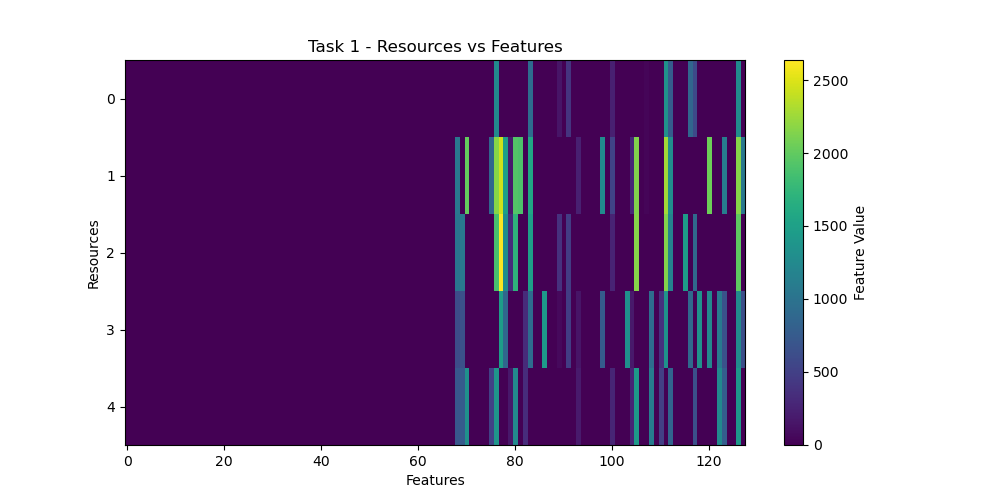 Task 1 - Resources vs Features
Resources
0
1
2
3
4
0 20 40 60 80 100 120
Features
2500
2000
1500
1000
500
0
Feature Value